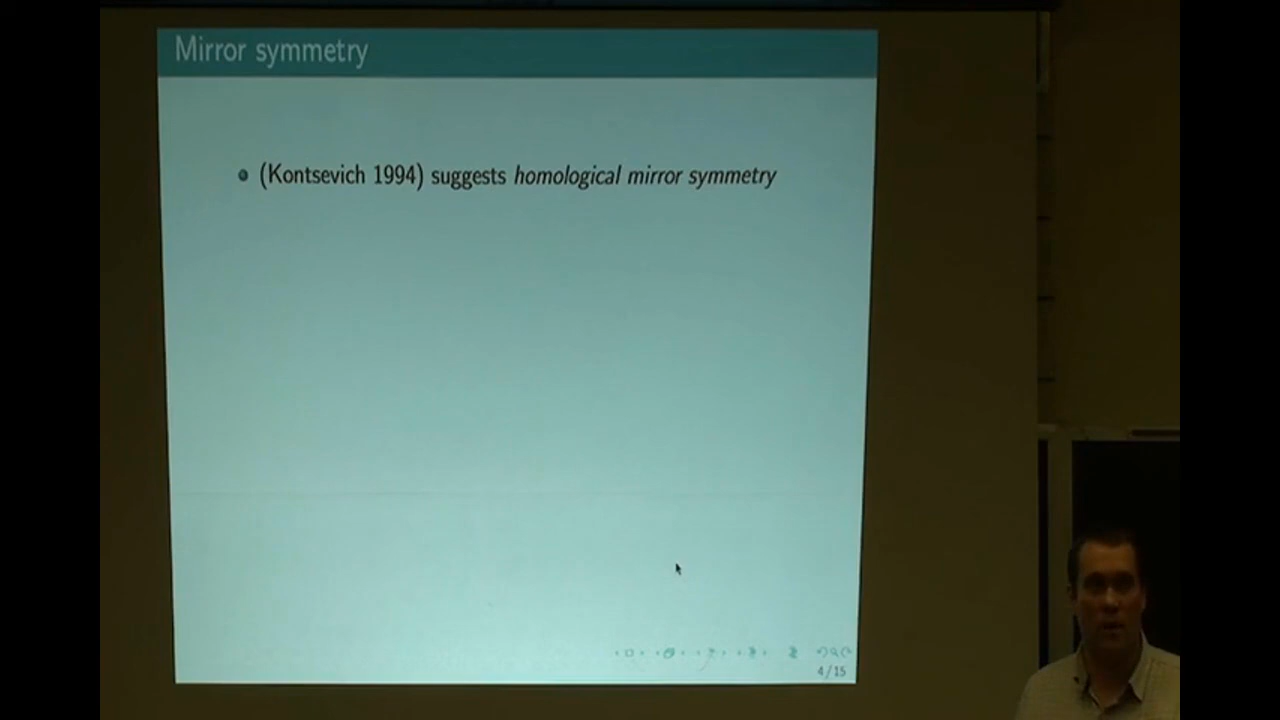 Mirror symmetry
(Kontsevich 1994) suggests homological mirror symmetry
4/15